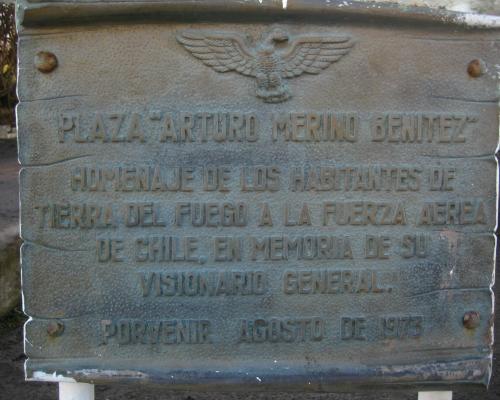 PLAZA "ARTURO MERINO BENITEZ"
HOMENAJE DE LOS HABITANTES DE
TIERRA DEL FUEGO A LA FUERZA AEREA
DE CHILE, EN MEMORIA DE SU
VISIONARIO GENERAL.
PORVENIR AGOSTO DE 1973